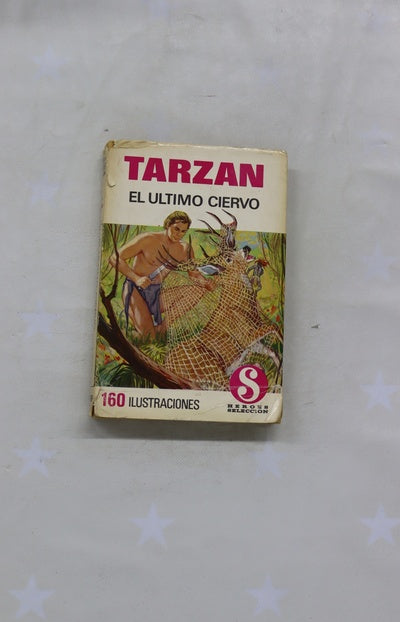 TARZAN
EL ULTIMO CIERVO
S
HEROES
SELECCION
160 ILUSTRACIONES